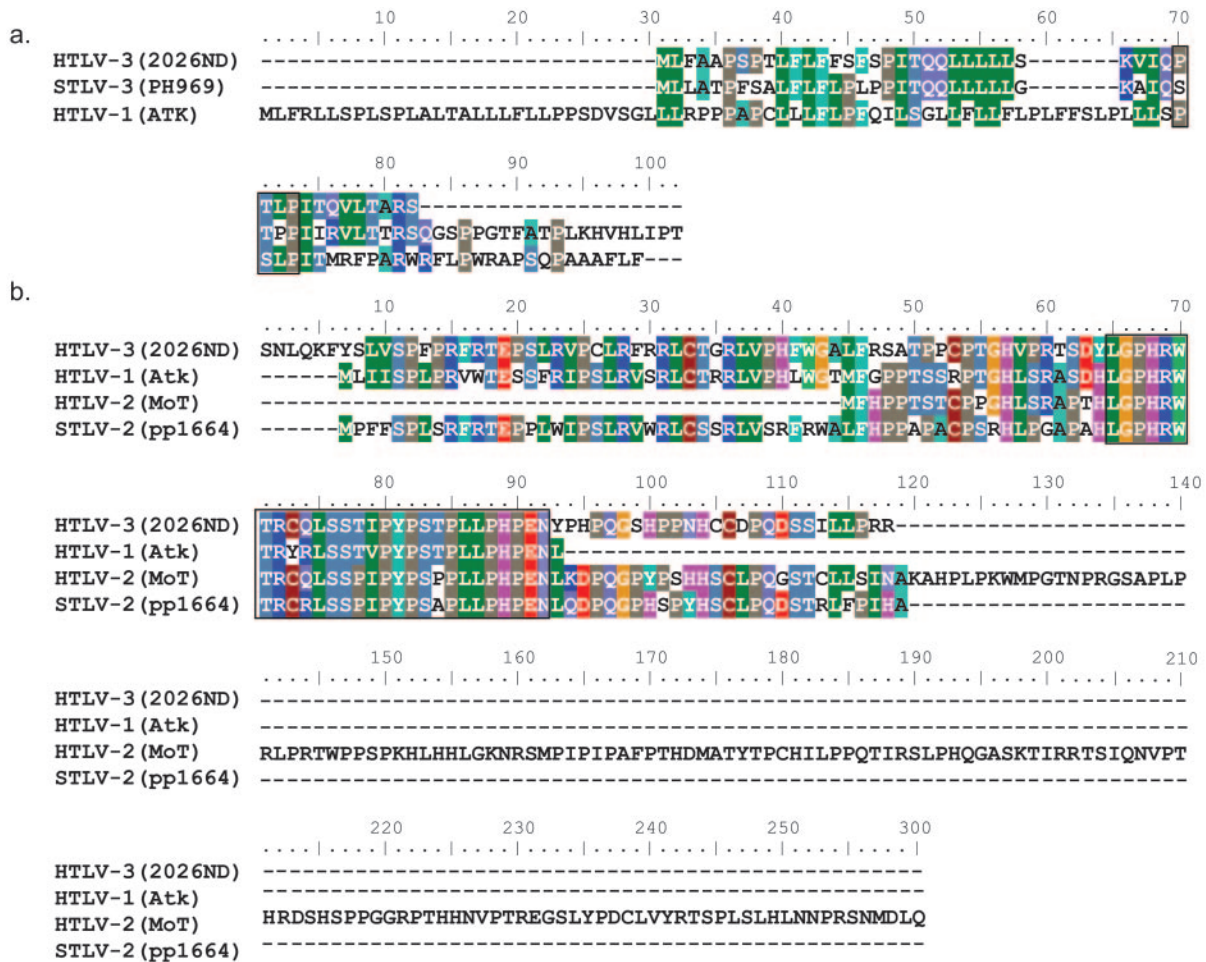 a.
10 20 30 40 50 60 70
HTLV-3(2026ND) ------------------------------MLFAAPSPTLFLFFSFSPITQQLLLLLS-------KVIQP
STLV-3(PH969) ------------------------------MLLATPFSALFLFLPLPPITQQLLLLLG-------KAIQS
HTLV-1(ATK) MLFRLLSPLSPLALTALLLFLLPPSDVSGLLLRPPPAPCLLLFLPFQILSGLLFLLFLPLFFSLPLLLSP
80 90 100
TLPITQVLTARS--------------------
TPPIIRVLTTRSQGSPPGTFATPLKHVHLIPT
SLPITMRFPARWRFLPWRAPSQPAAAFLF---
b.
10 20 30 40 50 60 70
HTLV-3(2026ND) SNLQKFYSLVSPFPRFRTEPSLRVPCLRFRRLCTGRLVPHFWGALFRSATPPCPTGHVPRTSDYLGPHRW
HTLV-1(Atk) ------MLIISPLPRVWTESSFRIPSLRVSRLCTRRLVPHLWGTMFGPPTSSRPTGHLSRASDHLGPHRW
HTLV-2(MoT) --------------------------------------------MFHPPTSTCPPGHLSRAPTHLGPHRW
STLV-2(pp1664) ------MPFFSPLSRFRTEPPLWIPSLRVWRLCSSRLVSRFRWALFHPPAPACPSRHLPGAPAHLGPHRW
80 90 100 110 120 130 140
HTLV-3(2026ND) TRCQLSSTIPYPSTPLLPHPENYPHPQGSHPPNHCCDPQDSSILLPRR----------------------
HTLV-1(Atk) TRYRLSSTVPYPSTPLLPHPENL-----------------------------------------------
HTLV-2(MoT) TRCQLSSPIPYPSPPLLPHPENLKDPQGPYPSHHSCLPQGSTCLLSINAKAHPLPKWMPGTNPRGSAPLP
STLV-2(pp1664) TRCRLSSPIPYPSAPLLPHPENLQDPQGPHSPYHSCLPQDSTRLFPIHA---------------------
150 160 170 180 190 200 210
HTLV-3(2026ND) ----------------------------------------------------------------------
HTLV-1(Atk) ----------------------------------------------------------------------
HTLV-2(MoT) RLPRTWPPSPKHLHHLGKNRSMPIPIPAFPTHDMATYTPCHILPPQTIRSLPHQGASKTIRRTSIQNVPT
STLV-2(pp1664) ----------------------------------------------------------------------
220 230 240 250 300
HTLV-3(2026ND) --------------------------------------------------
HTLV-1(Atk) --------------------------------------------------
HTLV-2(MoT) HRDSHSPPGGRPTHHNVPTREGSLYPDCLVYRTSPLSLHLNNPRSNMDLQ
STLV-2(pp1664) --------------------------------------------------